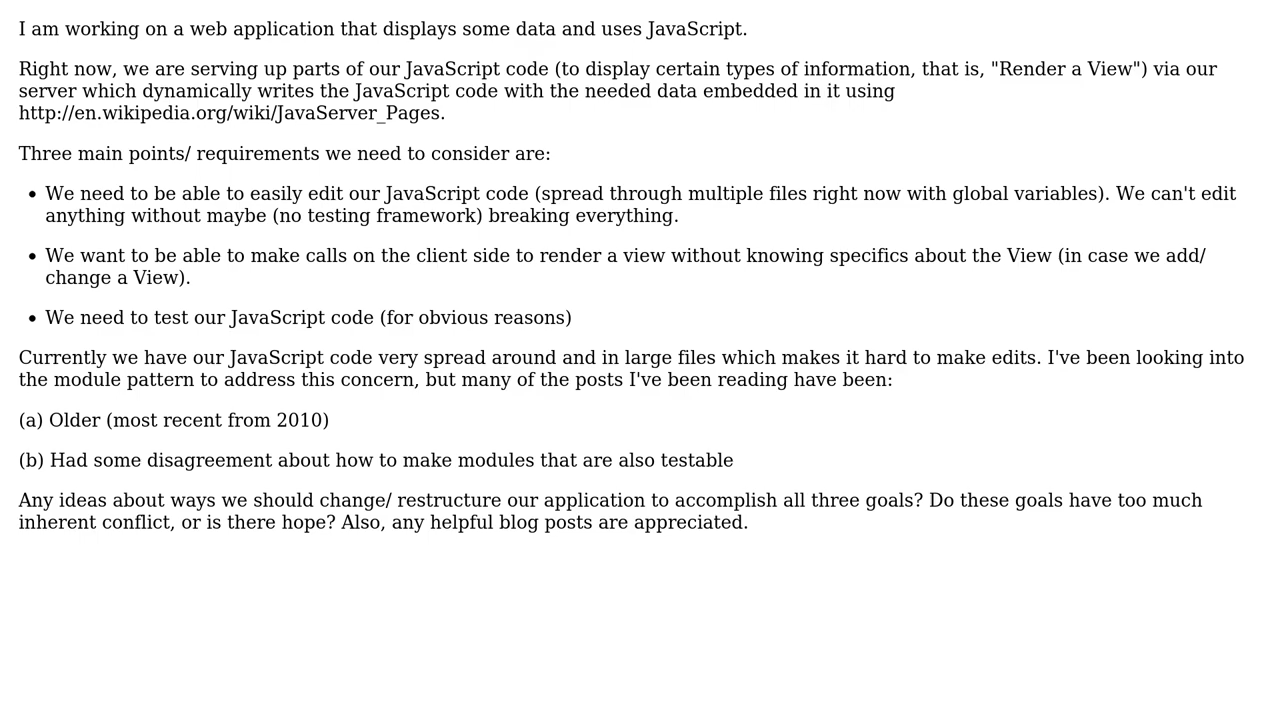 I am working on a web application that displays some data and uses JavaScript.
Right now, we are serving up parts of our JavaScript code (to display certain types of information, that is, "Render a View") via our
server which dynamically writes the JavaScript code with the needed data embedded in it using
http://en.wikipedia.org/wiki/JavaServer_Pages.
Three main points/ requirements we need to consider are:
• We need to be able to easily edit our JavaScript code (spread through multiple files right now with global variables). We can't edit
anything without maybe (no testing framework) breaking everything.
• We want to be able to make calls on the client side to render a view without knowing specifics about the View (in case we add/
change a View).
• We need to test our JavaScript code (for obvious reasons)
Currently we have our JavaScript code very spread around and in large files which makes it hard to make edits. I've been looking into
the module pattern to address this concern, but many of the posts I've been reading have been:
(a) Older (most recent from 2010)
(b) Had some disagreement about how to make modules that are also testable
Any ideas about ways we should change/ restructure our application to accomplish all three goals? Do these goals have too much
inherent conflict, or is there hope? Also, any helpful blog posts are appreciated.